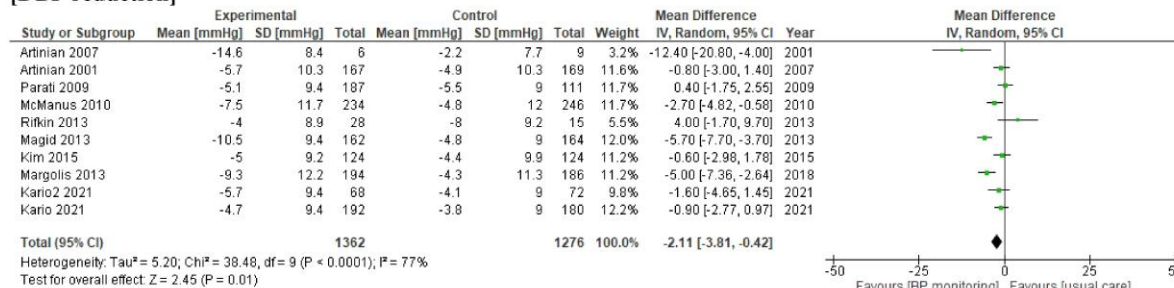 Experimental Control Mean Difference Mean Difference
Study or Subgroup Mean [mmHg] SD [mmHg] Total Mean [mmHg] SD [mmHg] Total Weight IV, Random, 95% CI Year IV, Random, 95% CI
Artinian 2007 -14.6 8.4 6 -2.2 7.7 9 3.2% -12.40 [-20.80, -4.00] 2001
Artinian 2001 -5.7 10.3 167 -4.9 10.3 169 11.6% -0.80 [-3.00, 1.40] 2007
Parati 2009 -5.1 9.4 187 -5.5 9 111 11.7% 0.40 [-1.75, 2.55] 2009
McManus 2010 -7.5 11.7 234 -4.8 12 246 11.7% -2.70 [-4.82, -0.58] 2010
Rifkin 2013 -4 8.9 28 -8 9.2 15 5.5% 4.00 [-1.70, 9.70] 2013
Magid 2013 -10.5 9.4 162 -4.8 9 164 12.0% -5.70 [-7.70, -3.70] 2013
Kim 2015 -5 9.2 124 -4.4 9.9 124 11.2% -0.60 [-2.98, 1.78] 2015
Margolis 2013 -9.3 12.2 194 -4.3 11.3 186 11.2% -5.00 [-7.36, -2.64] 2018
Kario2 2021 -5.7 9.4 68 -4.1 9 72 9.8% -1.60 [-4.65, 1.45] 2021
Kario 2021 -4.7 9.4 192 -3.8 9 180 12.2% -0.90 [-2.77, 0.97] 2021
Total (95% CI) 1362 1276 100.0% -2.11 [-3.81, -0.42]
Heterogeneity: Tau² = 5.20; Chi² = 38.48, df = 9 (P < 0.0001); I² = 77%
Test for overall effect: Z = 2.45 (P = 0.01)
-50 -25 0 25
Favours [BP monitoring] Favours [usual care]